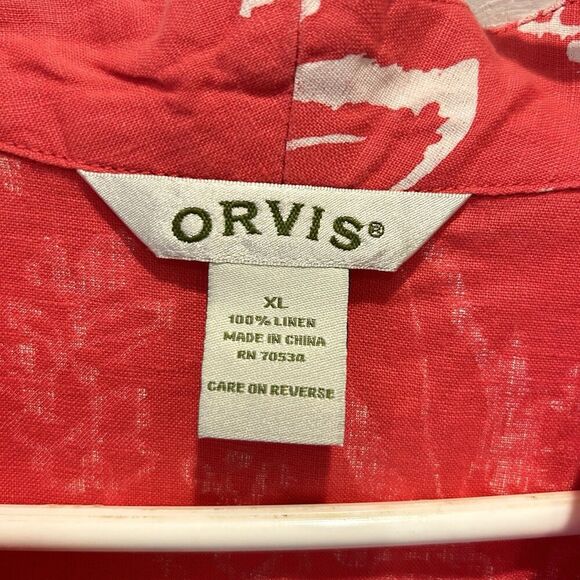 ORVIS®
XL
100% LINEN
MADE IN CHINA
RN 70534
CARE ON REVERSE